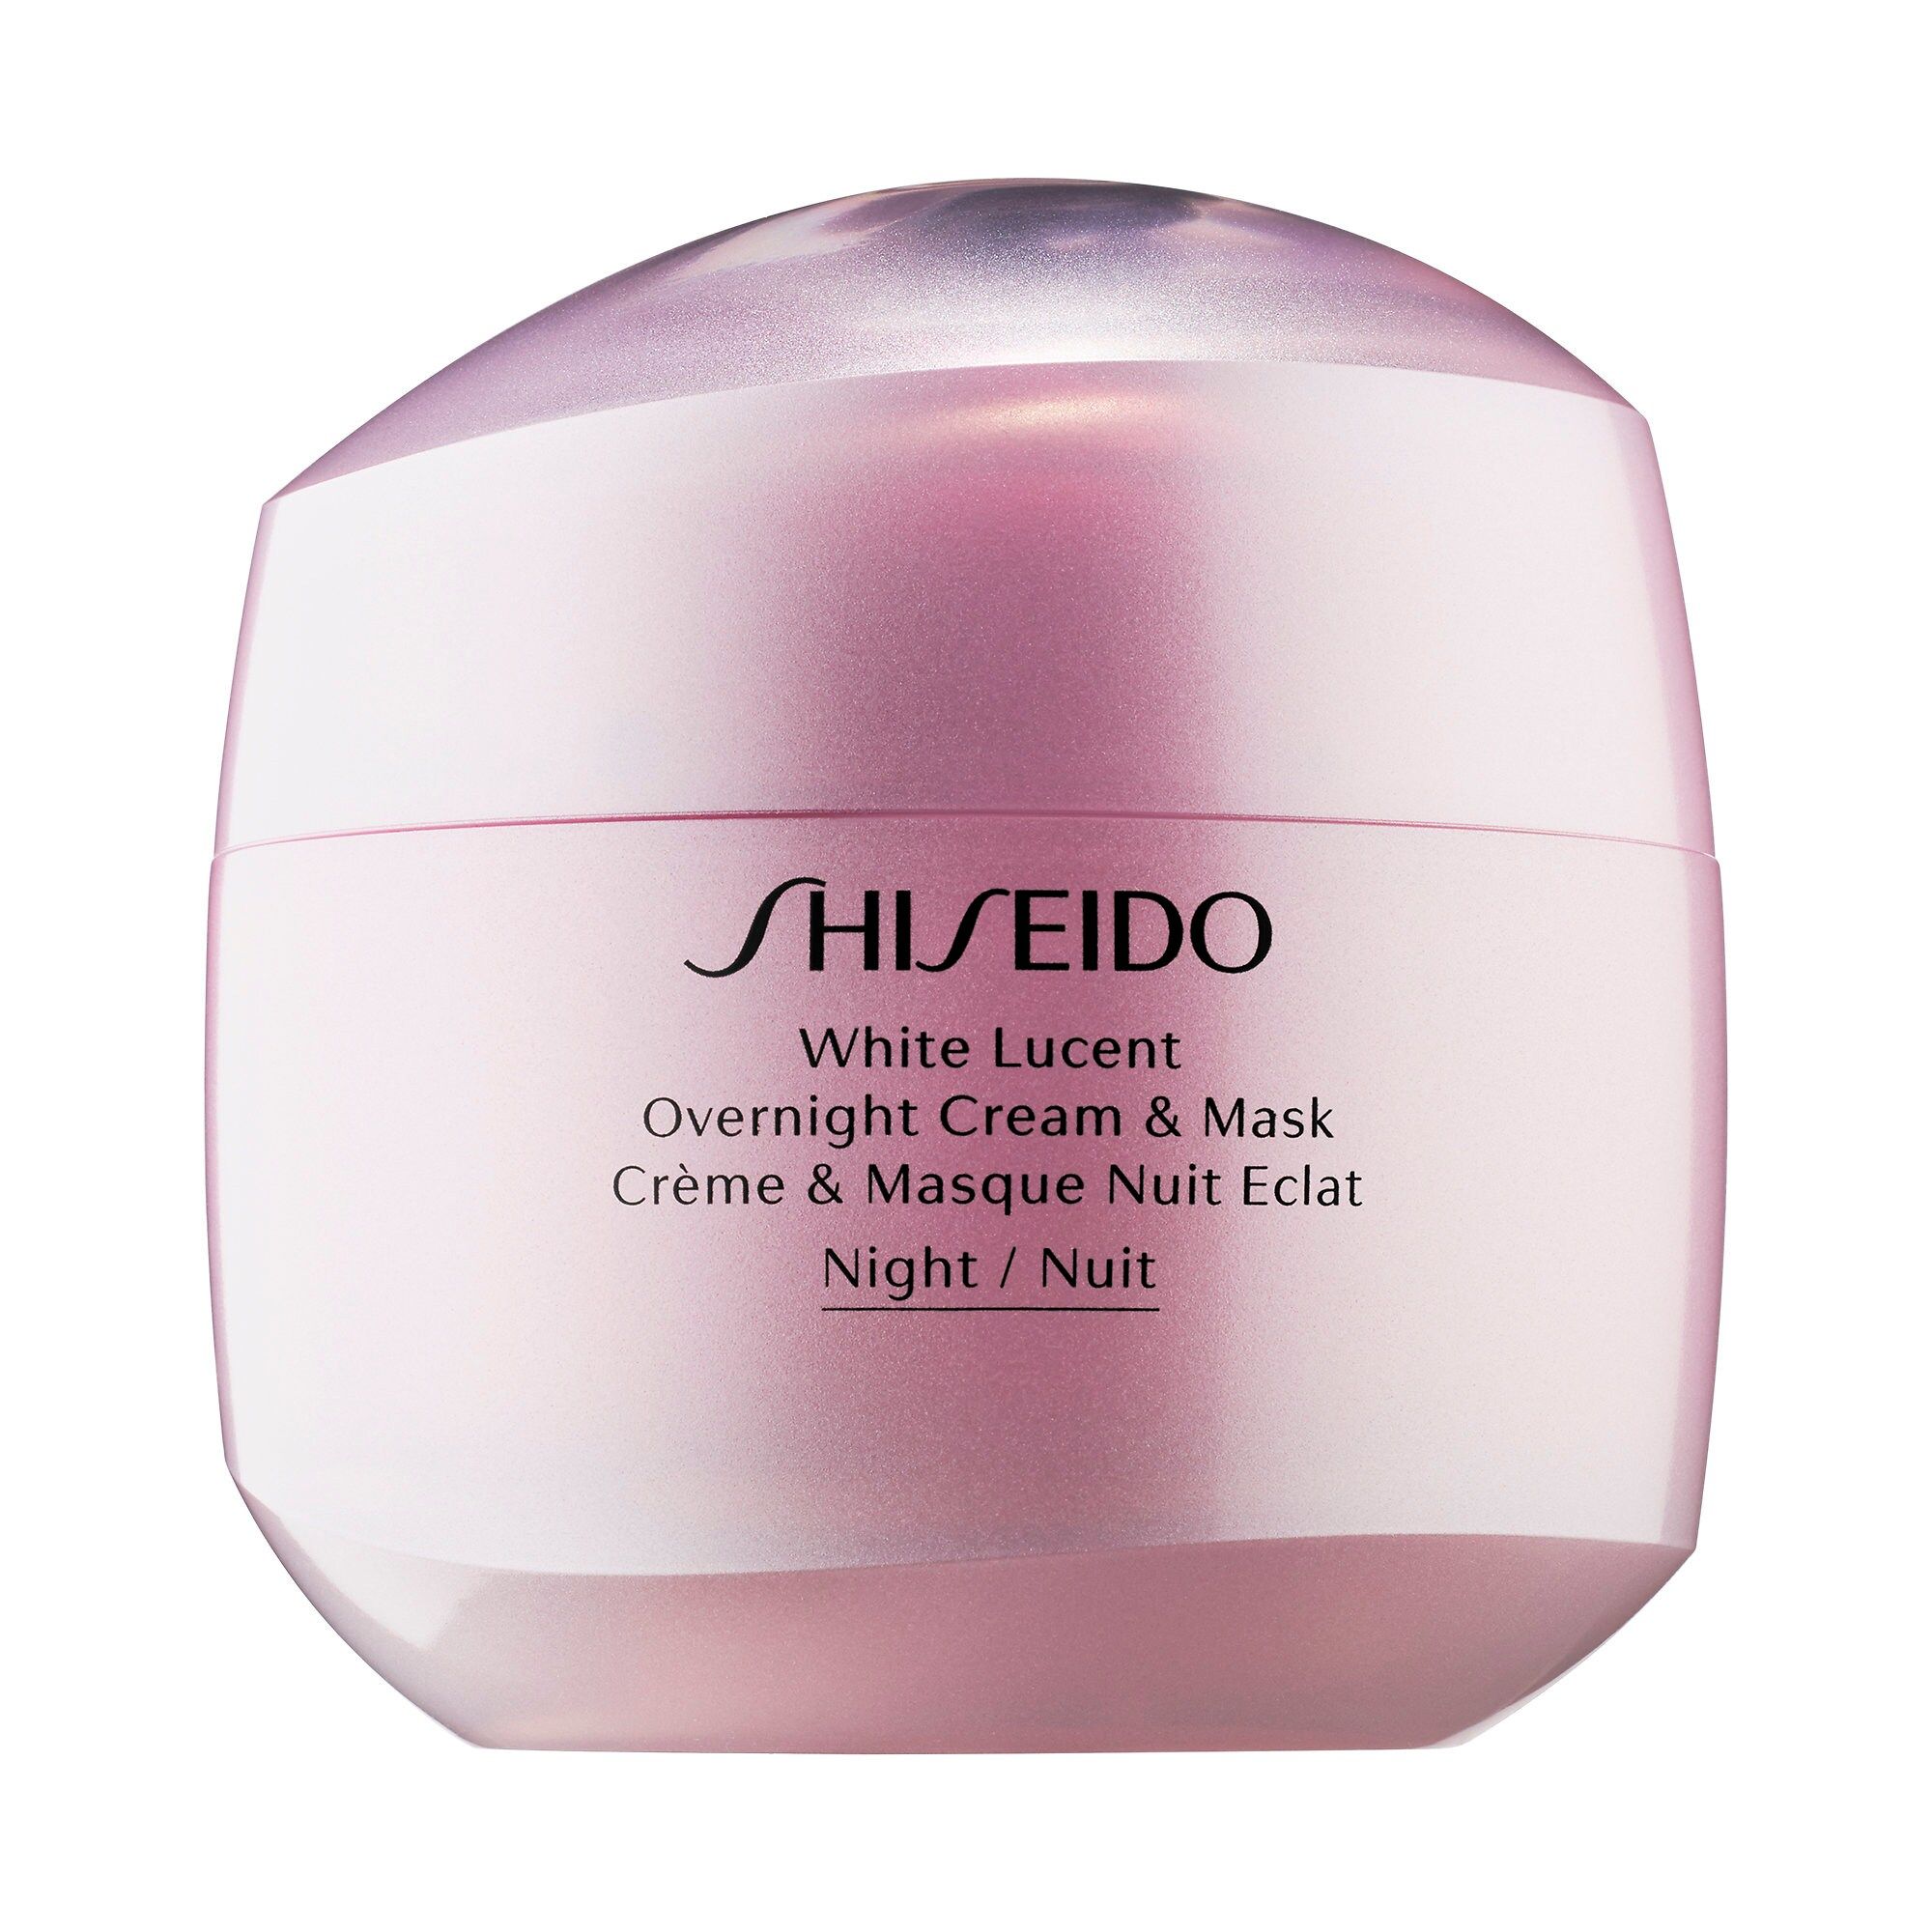 SHISEIDO
White Lucent
Overnight Cream & Mask
Crème & Masque Nuit Eclat
Night / Nuit